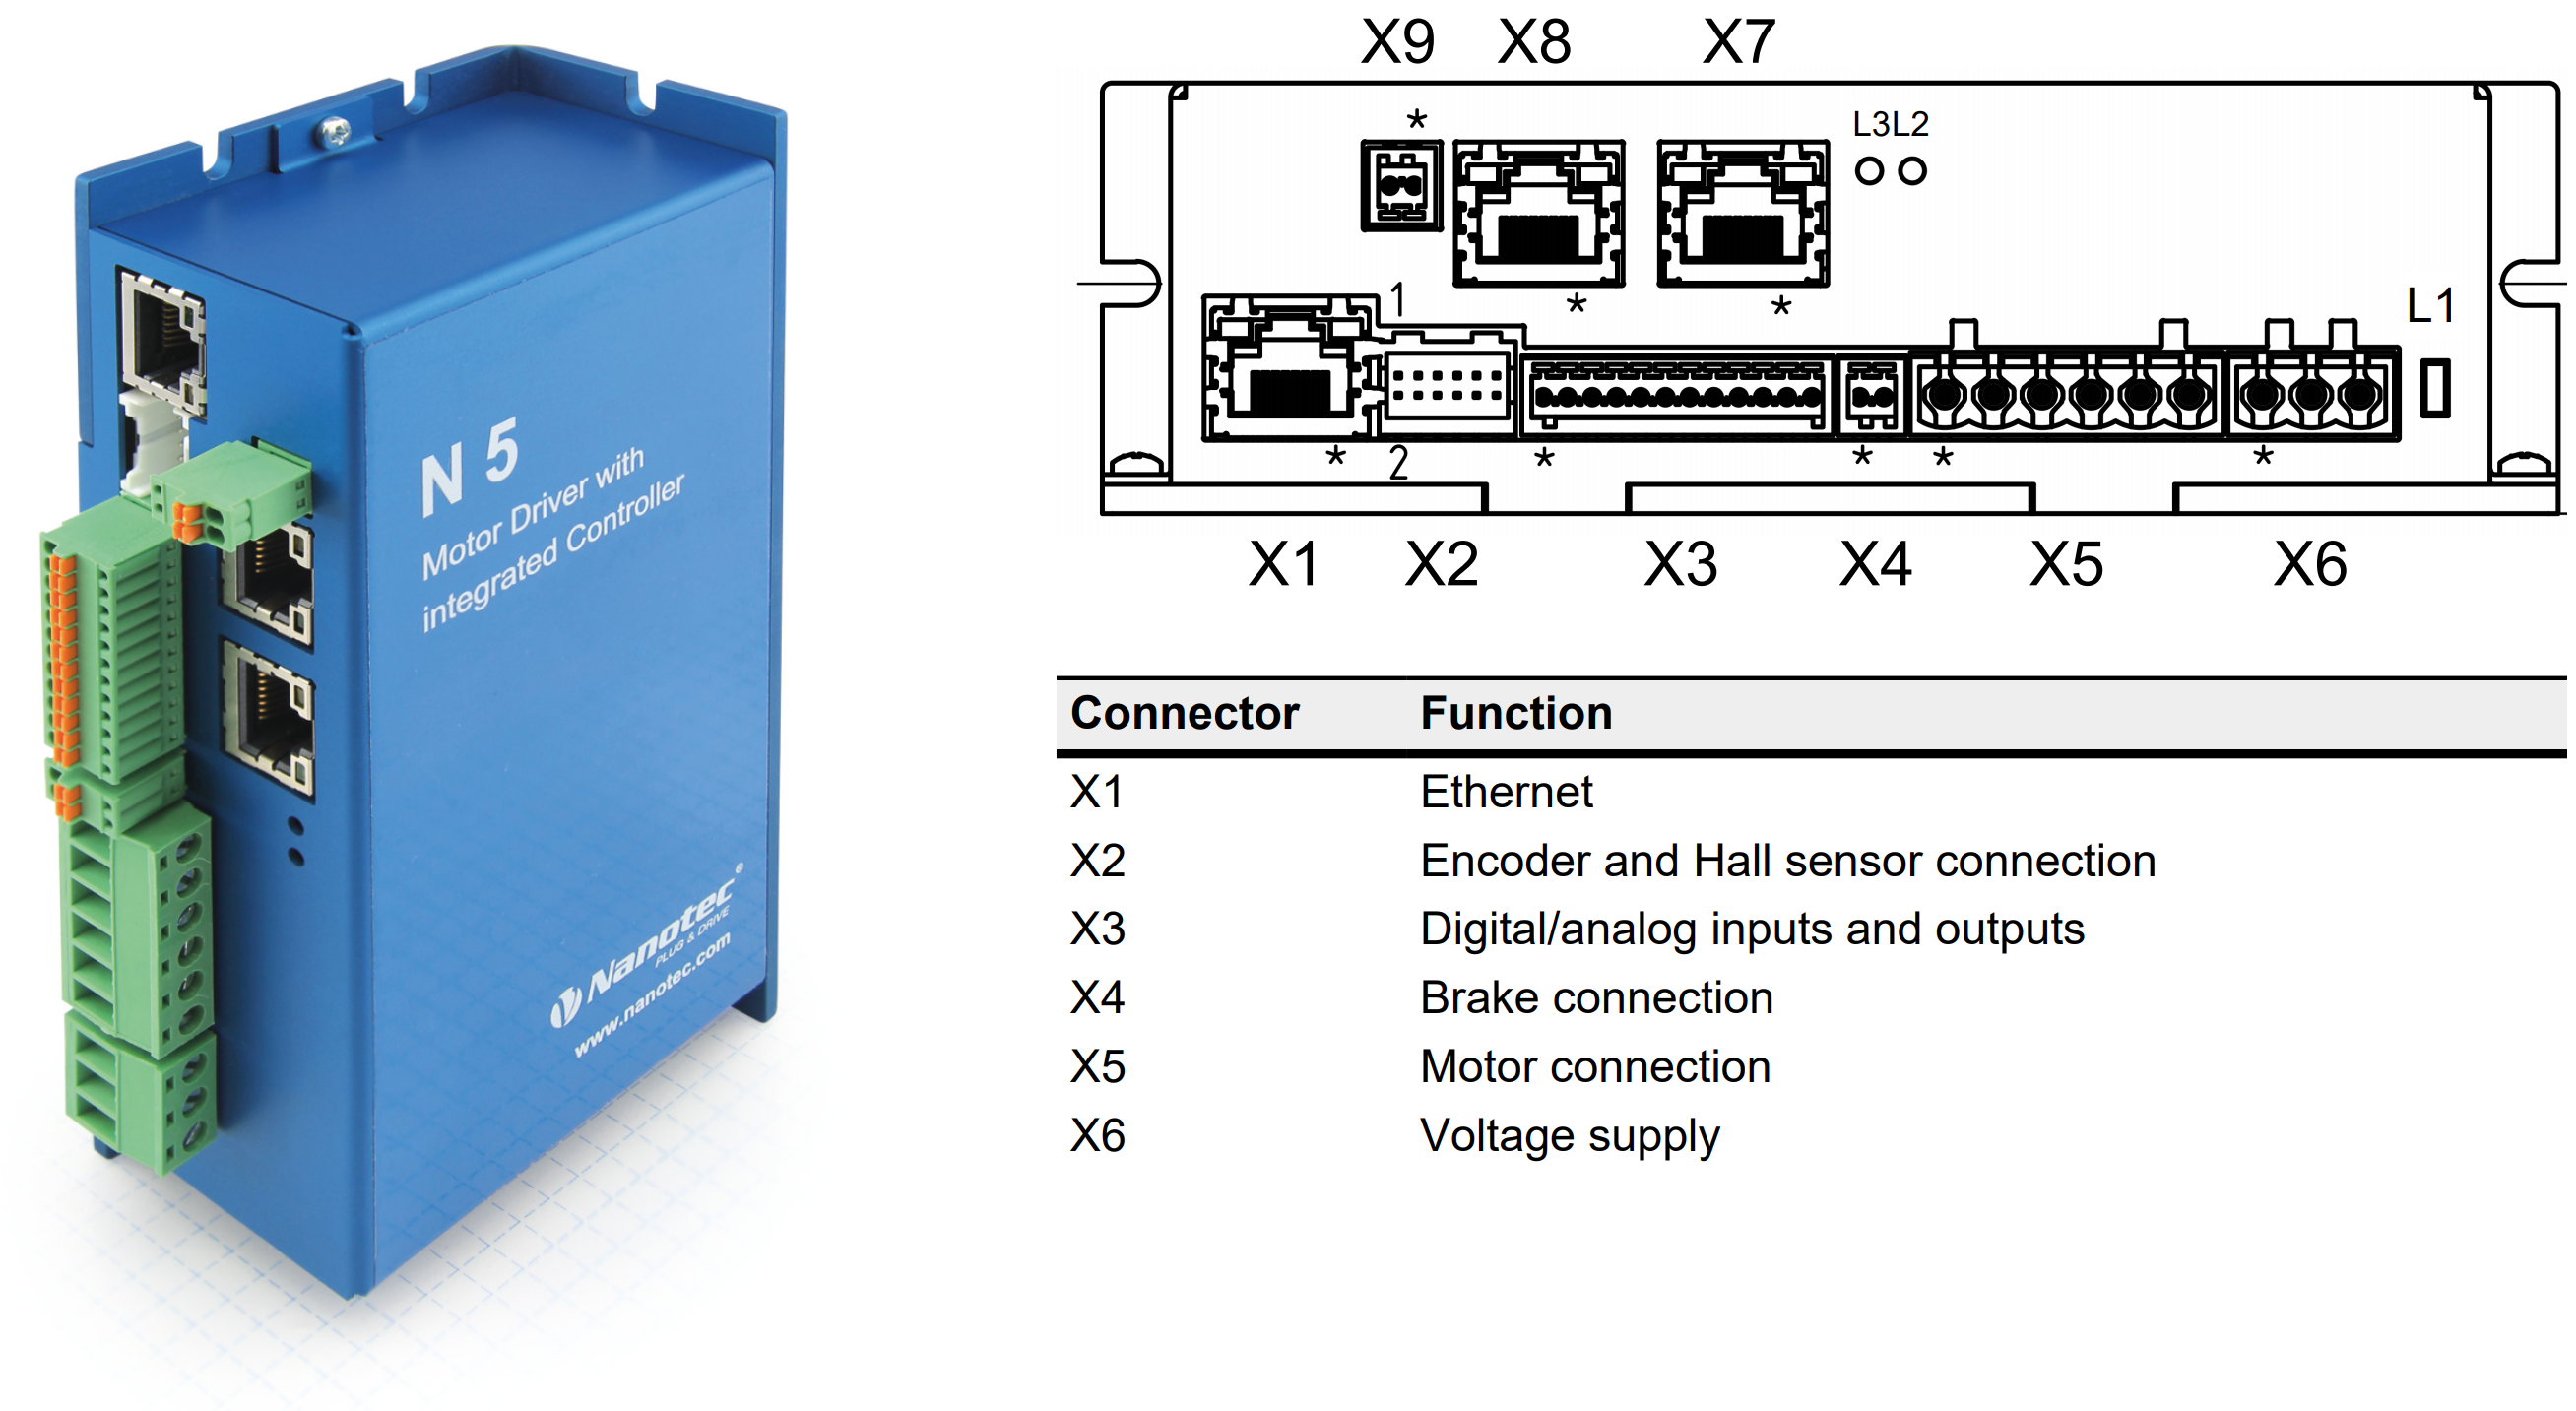 N 5
Motor Driver with
integrated Controller
Nanotec®
PLUG & DRIVE
www.nanotec.com
X9 X8 X7
* L3L2
1 * * L1
* 2 * * * *
X1 X2 X3 X4 X5 X6
Connector Function
X1 Ethernet
X2 Encoder and Hall sensor connection
X3 Digital/analog inputs and outputs
X4 Brake connection
X5 Motor connection
X6 Voltage supply